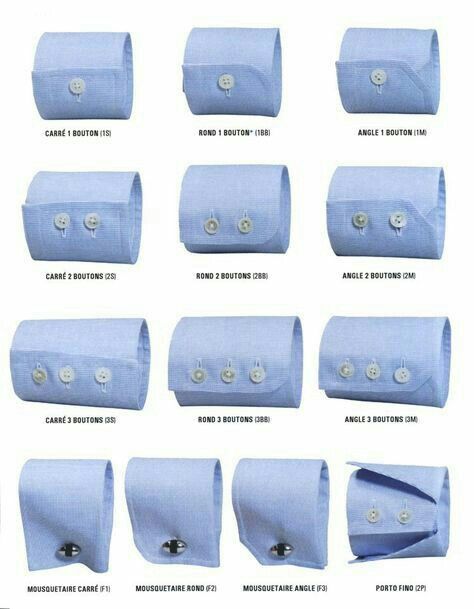 CARRÉ 1 BOUTON (1S)
ROND 1 BOUTON* (1BB)
ANGLE 1 BOUTON (1M)
CARRÉ 2 BOUTONS (2S)
ROND 2 BOUTONS (2BB)
ANGLE 2 BOUTONS (2M)
CARRÉ 3 BOUTONS (3S)
ROND 3 BOUTONS (3BB)
ANGLE 3 BOUTONS (3M)
MOUSQUETAIRE CARRÉ (F1)
MOUSQUETAIRE ROND (F2)
MOUSQUETAIRE ANGLE (F3)
PORTO FINO (2P)